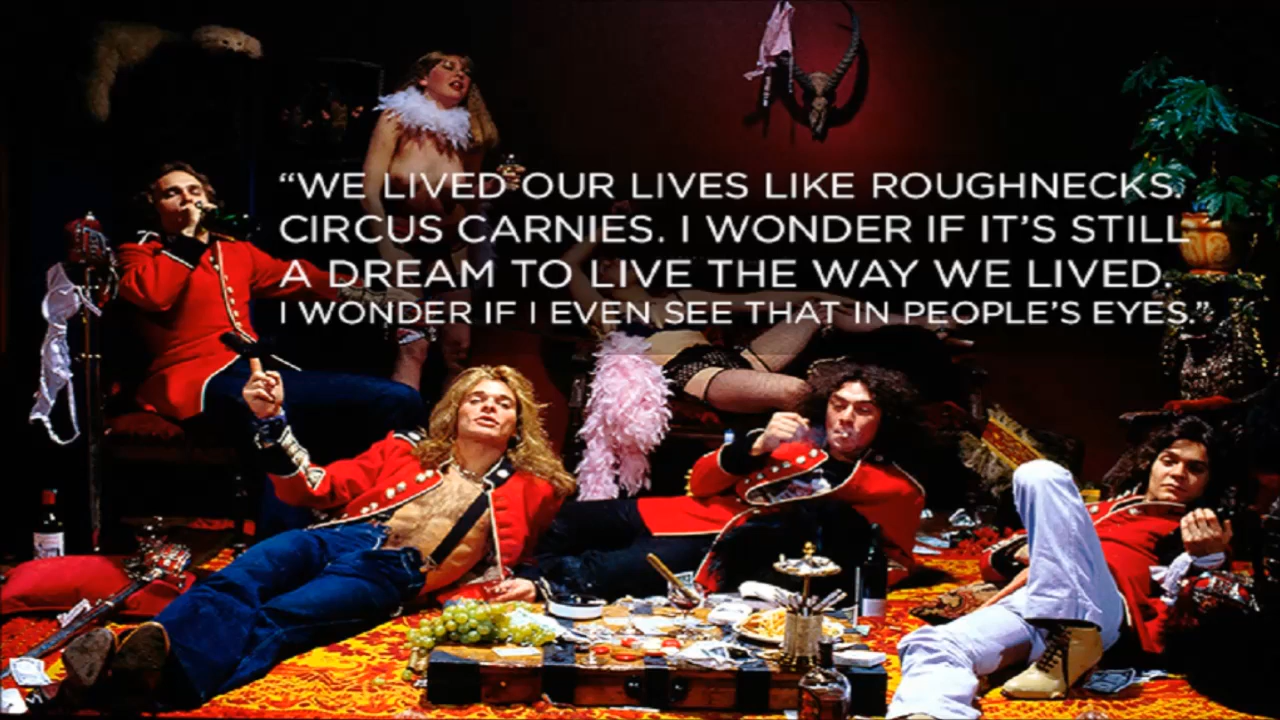 “WE LIVED OUR LIVES LIKE ROUGHNECKS.
CIRCUS CARNIES. I WONDER IF IT’S STILL
A DREAM TO LIVE THE WAY WE LIVED.
I WONDER IF I EVEN SEE THAT IN PEOPLE’S EYES.”